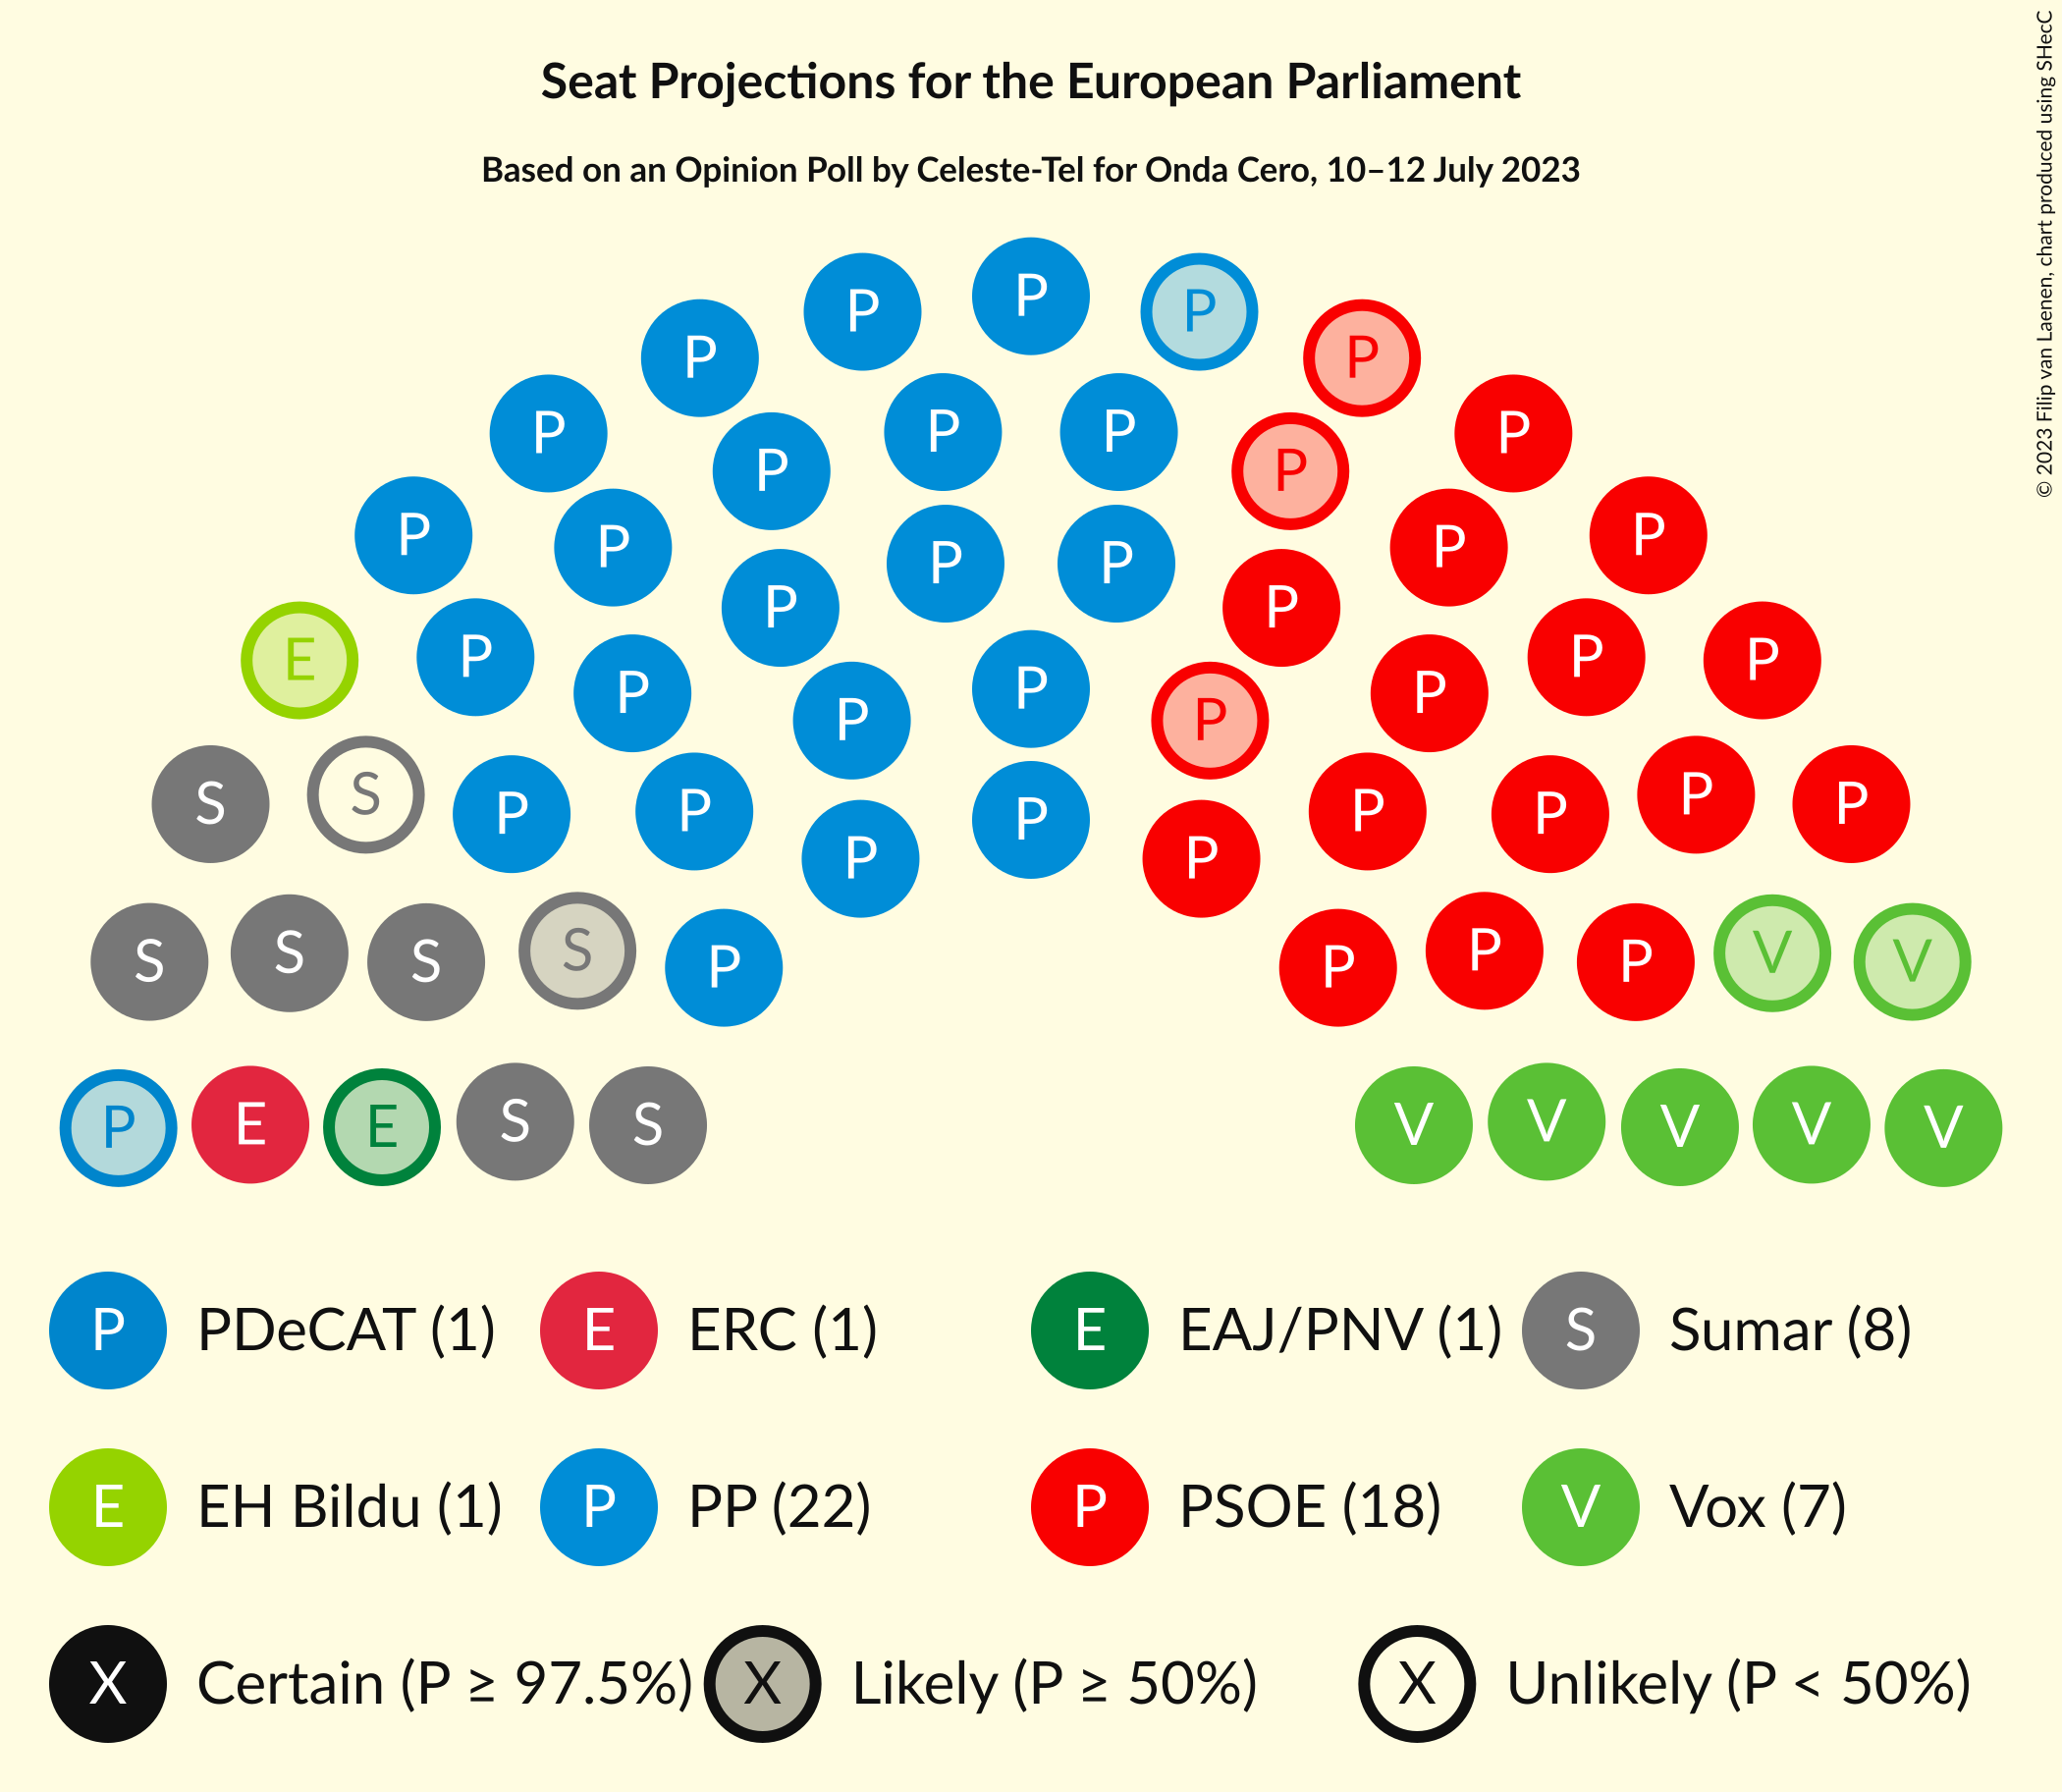 Seat Projections for the European Parliament
Based on an Opinion Poll by Celeste-Tel for Onda Cero, 10–12 July 2023
© 2023 Filip van Laenen, chart produced using SHecC
P
P P
P P
P P
P P
P P P P
P P
P P P
P P
P P P
E P P P P P P
P P P
S S P P P P P P
P P P
S S S S P P P P V V
P E E S S V V V V V
P PDeCAT (1) E ERC (1) E EAJ/PNV (1) S Sumar (8)
E EH Bildu (1) P PP (22) P PSOE (18) V Vox (7)
X Certain (P ≥ 97.5%) X Likely (P ≥ 50%) X Unlikely (P < 50%)